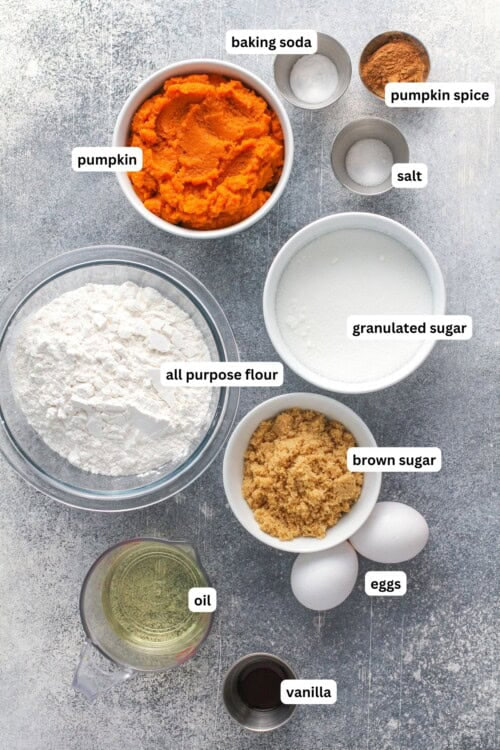 baking soda
pumpkin spice
pumpkin
salt
granulated sugar
all purpose flour
brown sugar
eggs
oil
vanilla